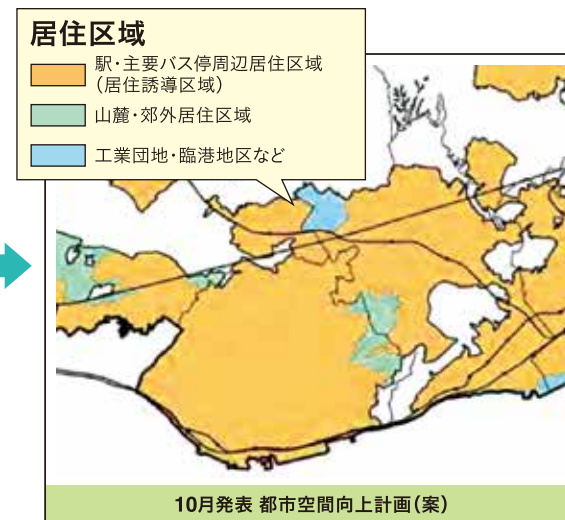 居住区域
駅・主要バス停周辺居住区域
(居住誘導区域)
山麓・郊外居住区域
工業団地・臨港地区など
10月発表 都市空間向上計画(案)